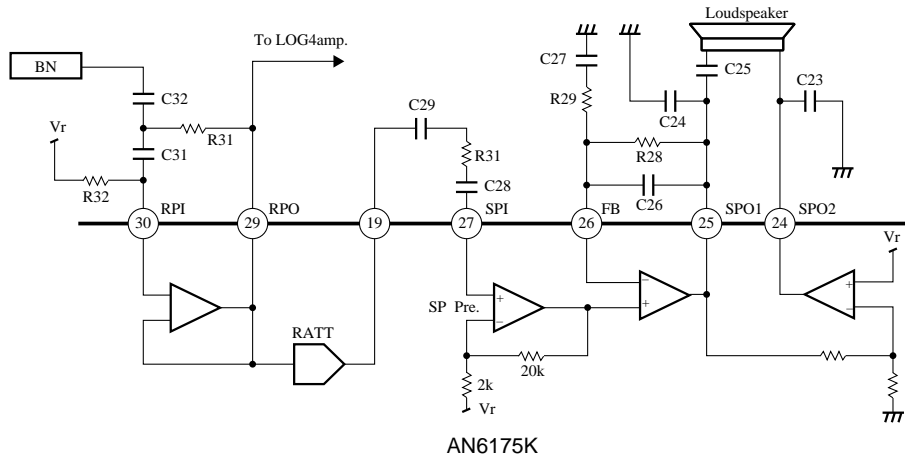 Loudspeaker
To LOG4amp.
BN
C27
C25
C32
C29
C23
R29
C24
Vr
R31
R31
C31
R28
R32
C28
C26
30
RPI
29
RPO
19
27
SPI
26
FB
25
SPO1
24
SPO2
Vr
−
+
+
SP Pre.
+
−
−
RATT
20k
2k
Vr
AN6175K